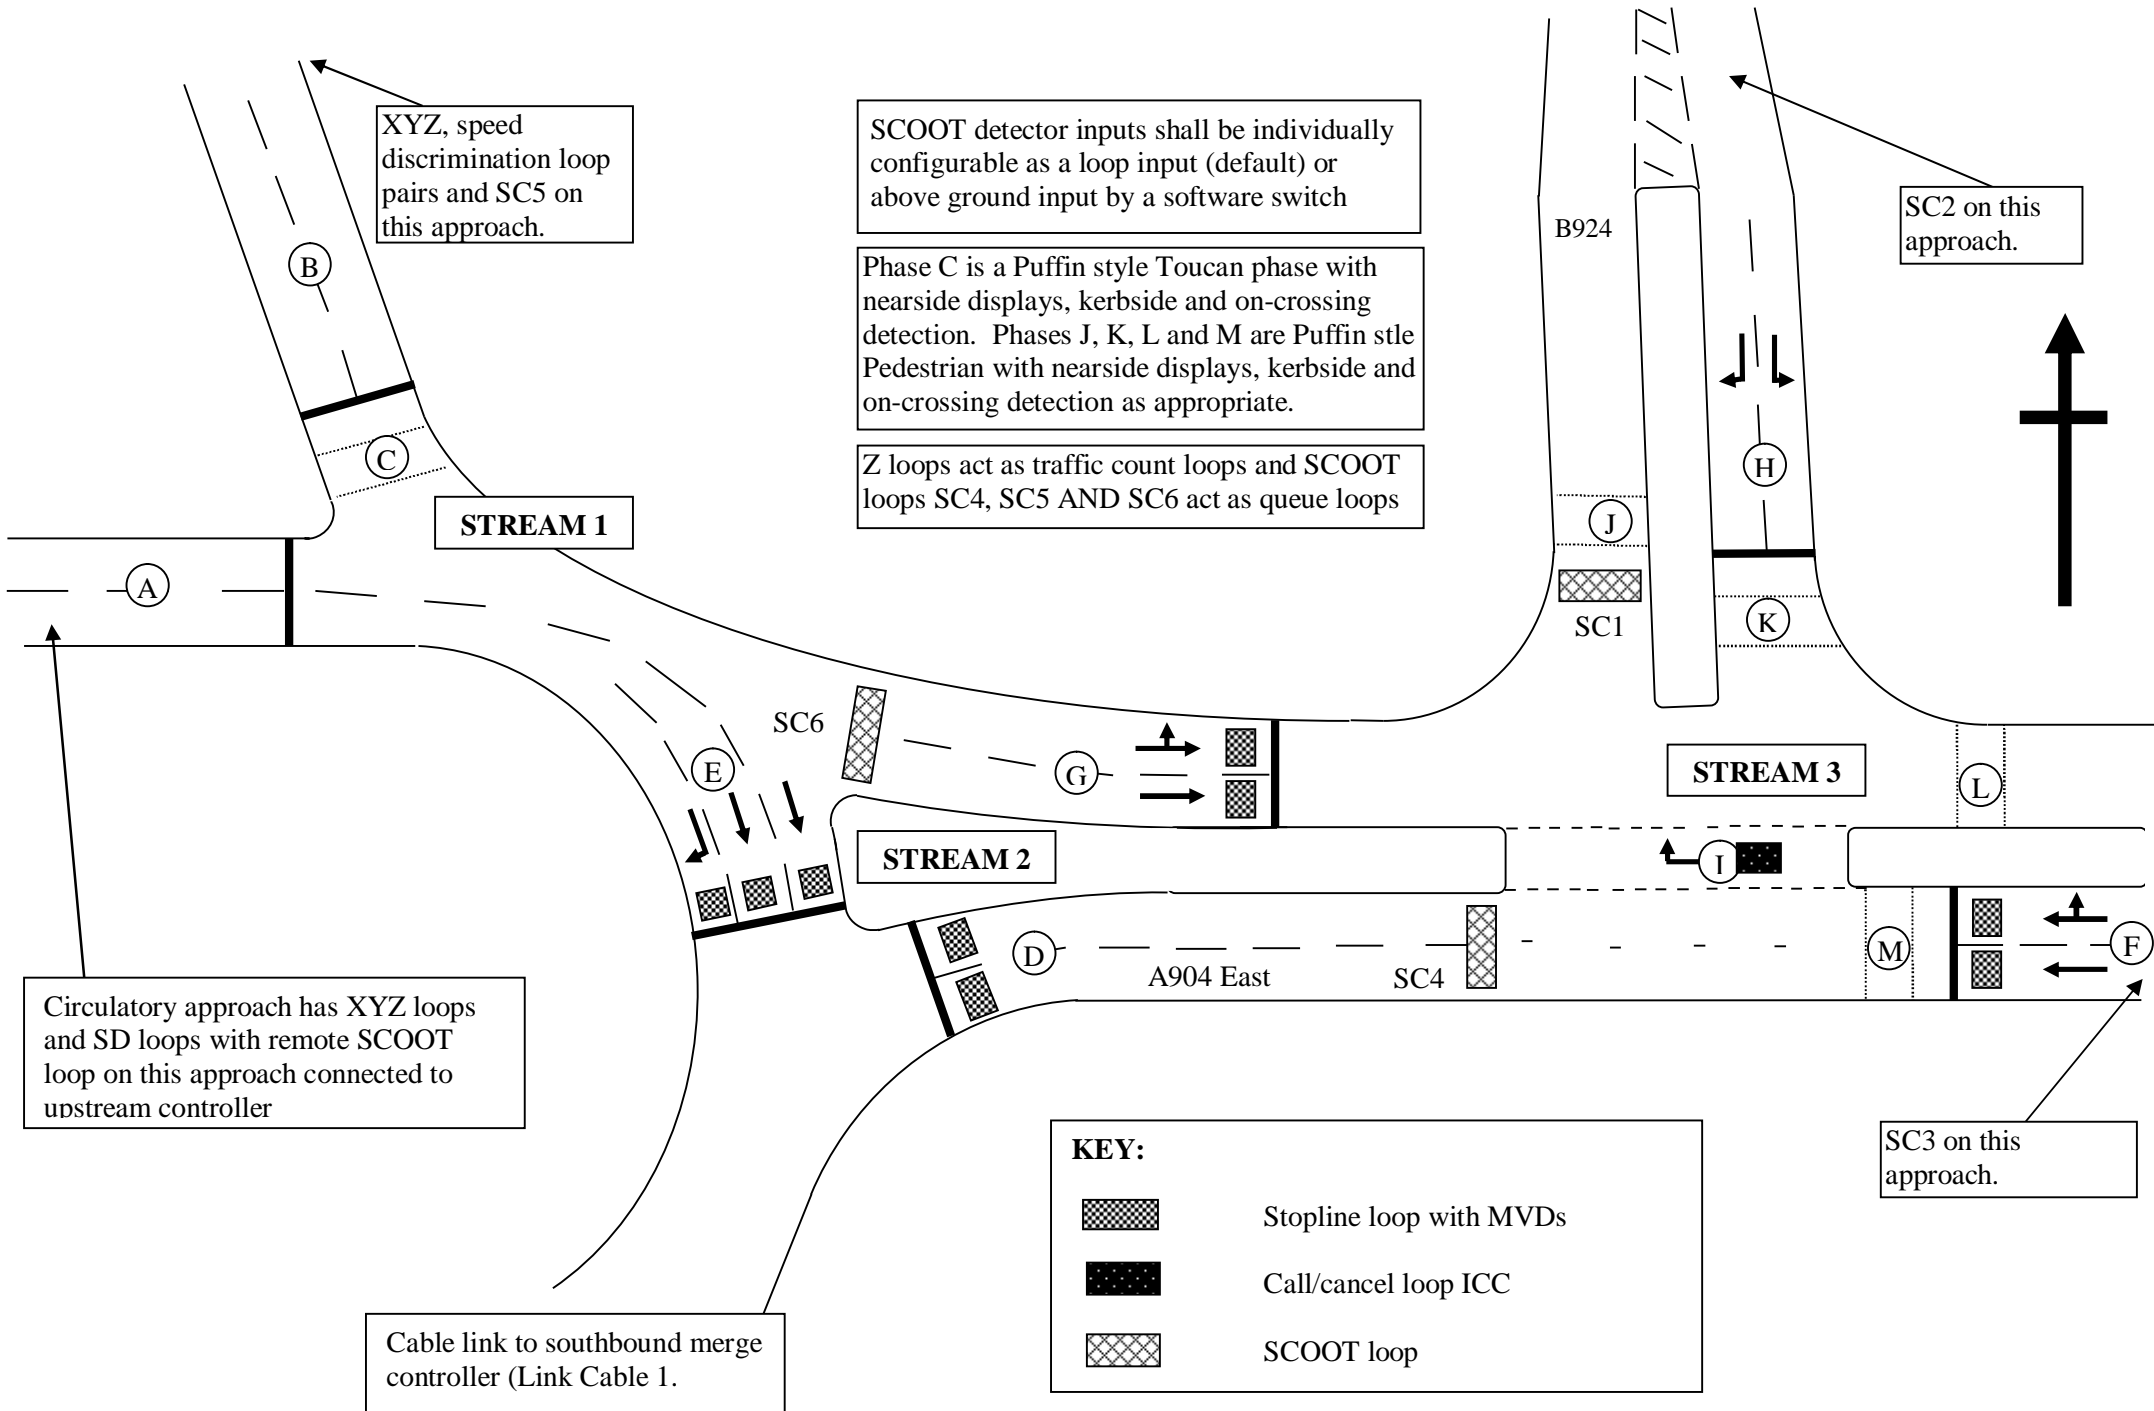 XYZ, speed
discrimination loop
pairs and SC5 on
this approach.
SCOOT detector inputs shall be individually
configurable as a loop input (default) or
above ground input by a software switch
SC2 on this
approach.
B924
B
Phase C is a Puffin style Toucan phase with
nearside displays, kerbside and on-crossing
detection.  Phases J, K, L and M are Puffin stle
Pedestrian with nearside displays, kerbside and
on-crossing detection as appropriate.
C
H
Z loops act as traffic count loops and SCOOT
loops SC4, SC5 AND SC6 act as queue loops
STREAM 1
J
A
SC1
K
SC6
E
G
STREAM 3
L
STREAM 2
I
D
A904 East
SC4
M
F
Circulatory approach has XYZ loops
and SD loops with remote SCOOT
loop on this approach connected to
upstream controller
SC3 on this
approach.
KEY:
Stopline loop with MVDs
Call/cancel loop ICC
SCOOT loop
Cable link to southbound merge
controller (Link Cable 1.